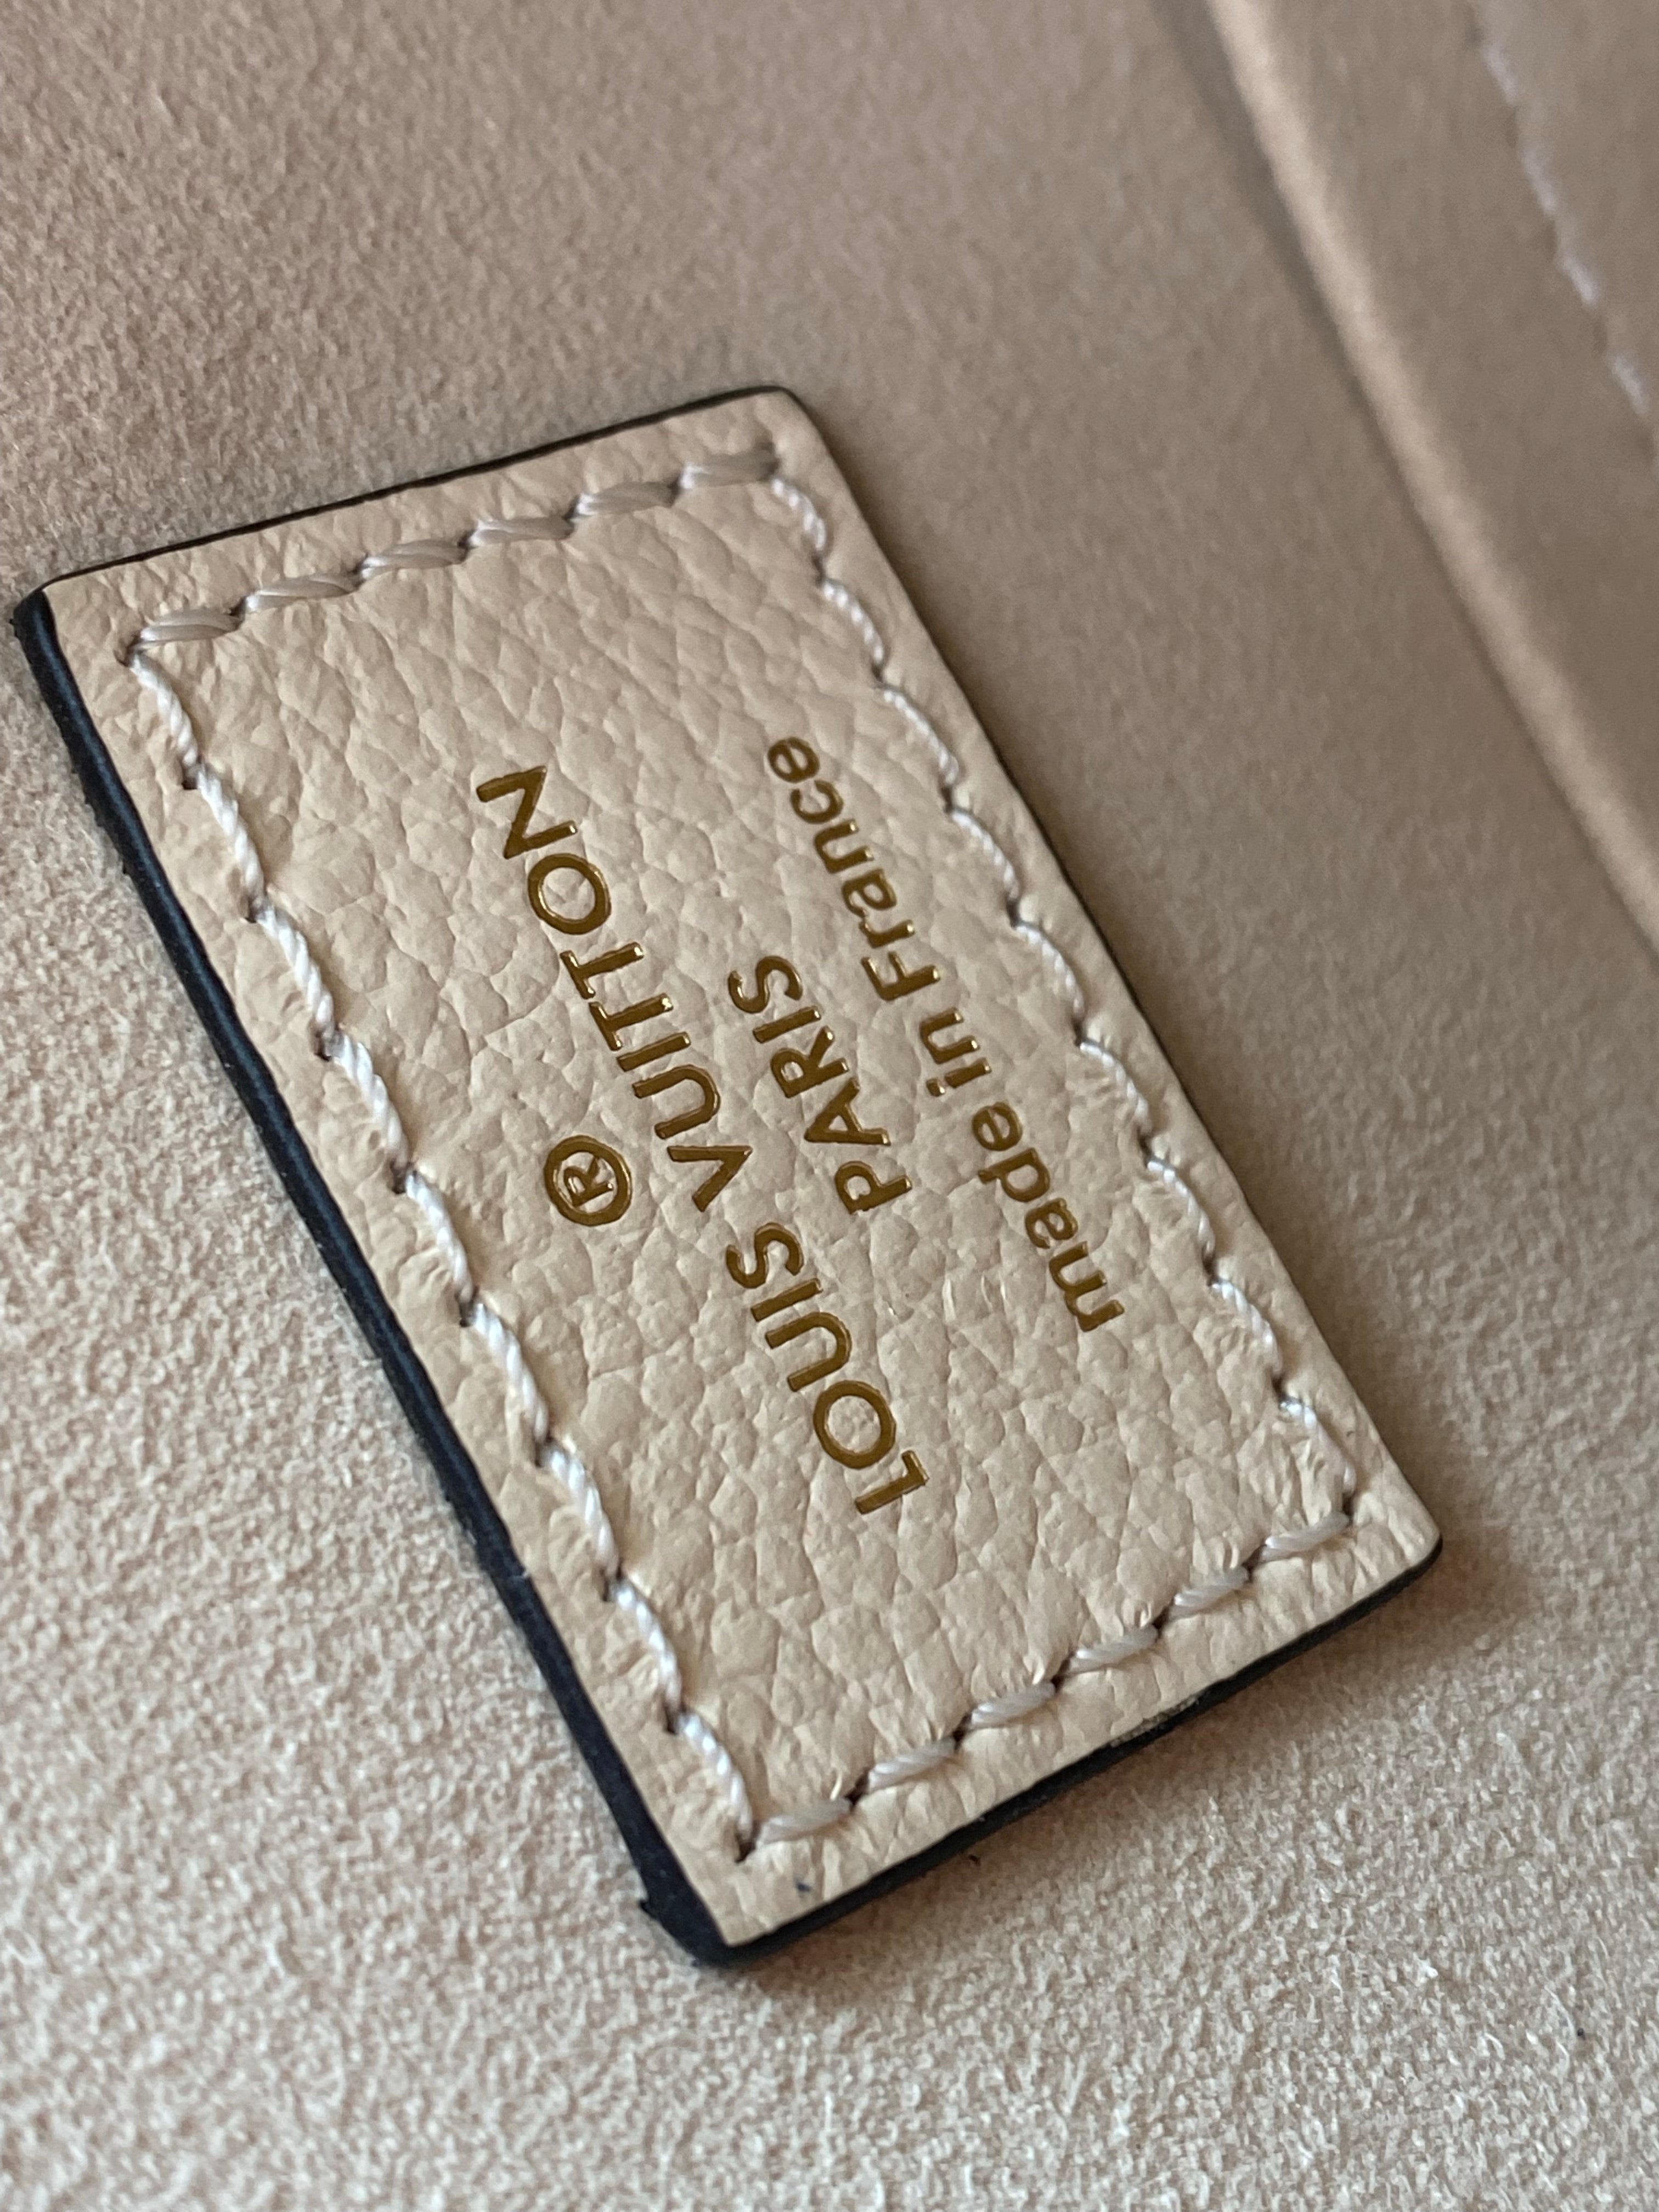 ®
LOUIS VUITTON
PARIS
made in France